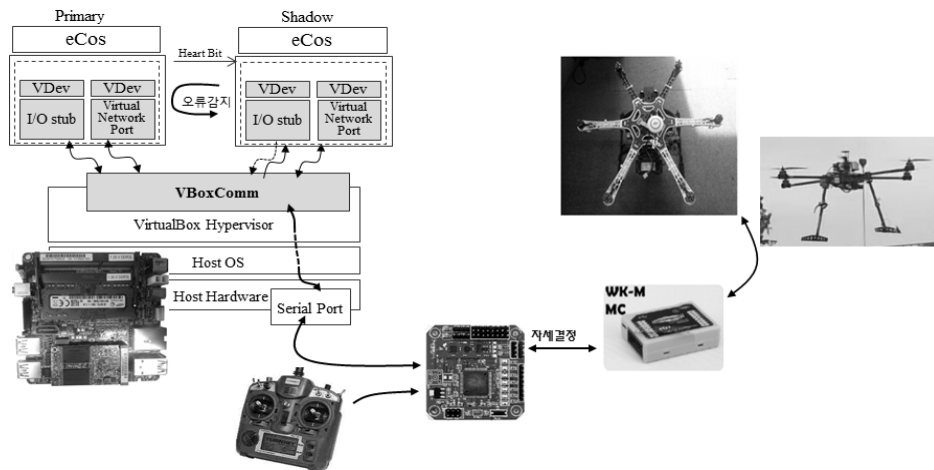 Primary
Shadow
eCos
eCos
Heart Bit
VDev
VDev
I/O stub
Virtual
Network
Port
오류감지
VDev
VDev
I/O stub
Virtual
Network
Port
VBoxComm
VirtualBox Hypervisor
Host OS
Host Hardware
Serial Port
자세결정
WK-M
MC